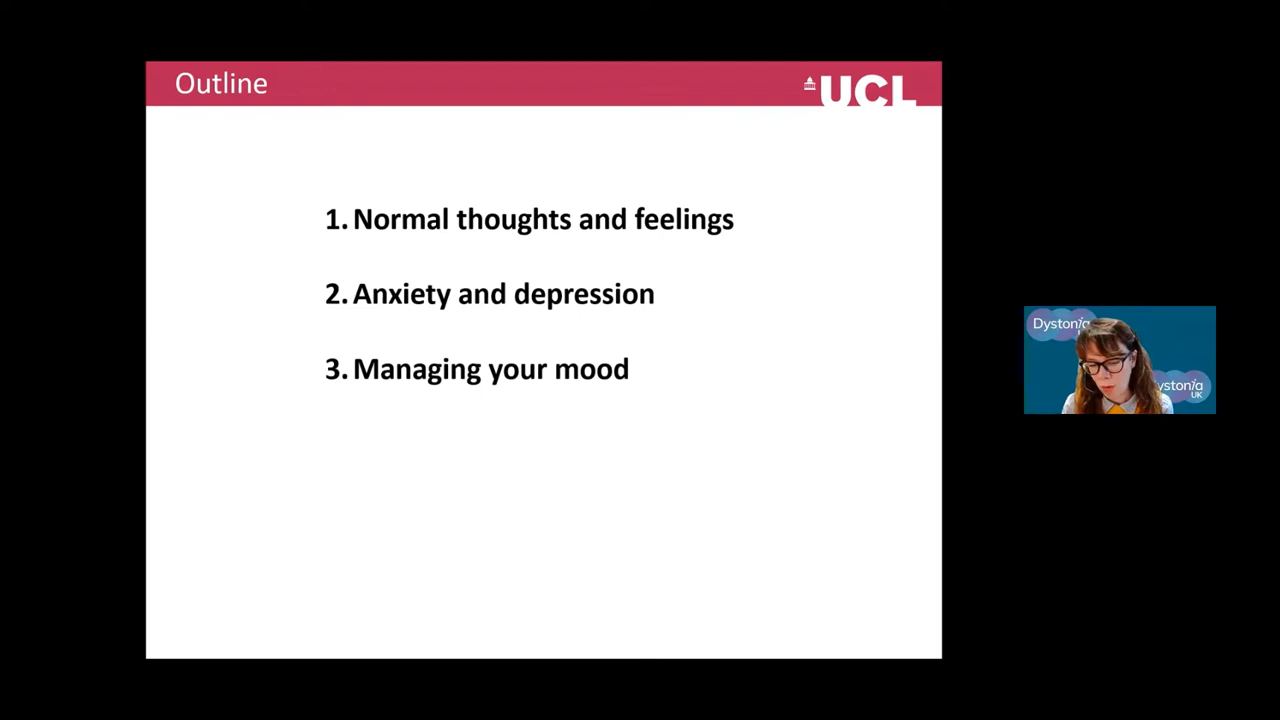 Outline
UCL
1. Normal thoughts and feelings
2. Anxiety and depression
3. Managing your mood
Dystonia
ystonia
UK